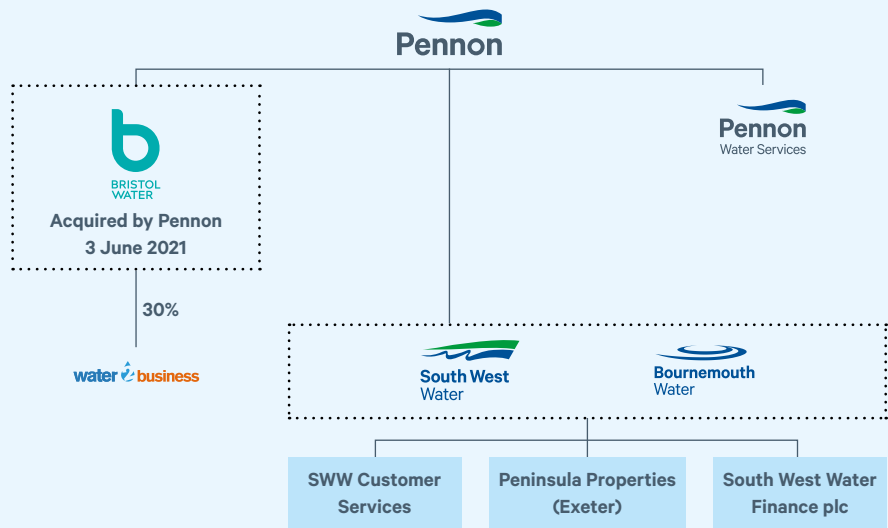 Pennon
BRISTOL
WATER
Acquired by Pennon
3 June 2021
30%
water2business
Pennon
Water Services
South West
Water
Bournemouth
Water
SWW Customer
Services
Peninsula Properties
(Exeter)
South West Water
Finance plc